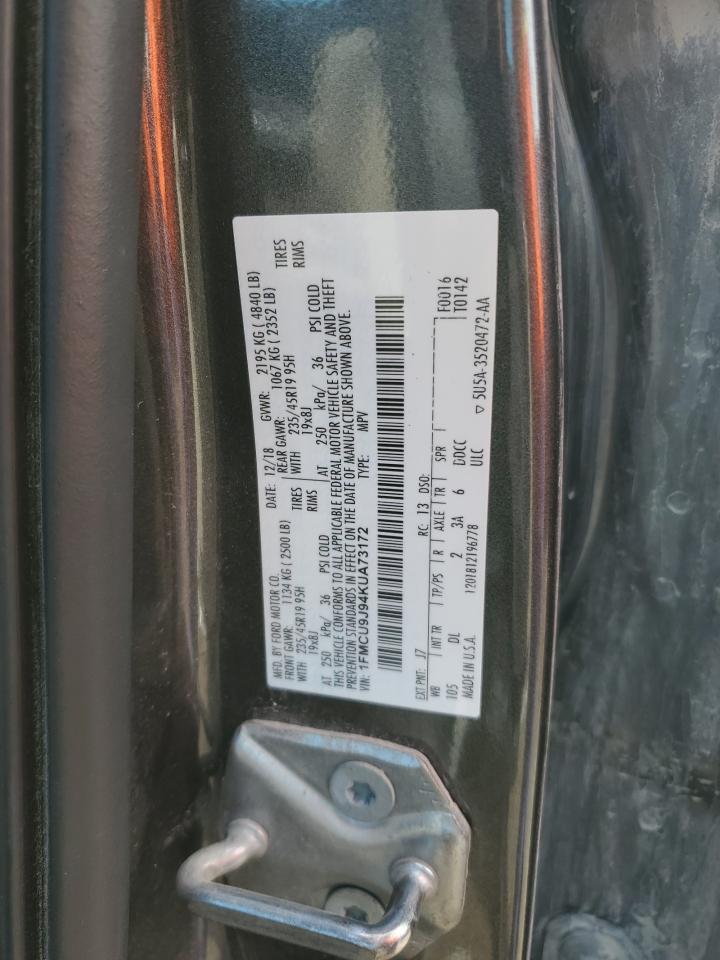 MFD. BY FORD MOTOR CO.
DATE: 12/18 GVWR: 2195 KG ( 4840 LB)
FRONT GAWR: 1134 KG ( 2500 LB) REAR GAWR: 1067 KG ( 2352 LB)
WITH 235/45R19 95H TIRES WITH 235/45R19 95H TIRES
19x8J RIMS 19x8J RIMS
AT 250 kPa/ 36 PSI COLD AT 250 kPa/ 36 PSI COLD
THIS VEHICLE CONFORMS TO ALL APPLICABLE FEDERAL MOTOR VEHICLE SAFETY AND THEFT
PREVENTION STANDARDS IN EFFECT ON THE DATE OF MANUFACTURE SHOWN ABOVE.
VIN: 1FMCU9J94KUA73172 TYPE: MPV
EXT PNT: J7 RC: 13 DSO: F0016
WB INT TR TP/PS R AXLE TR SPR T0142
105 DL 2 3A 6 DOCC
MADE IN U.S.A. 1201812196778 ULC ▽ 5U5A-3520472-AA